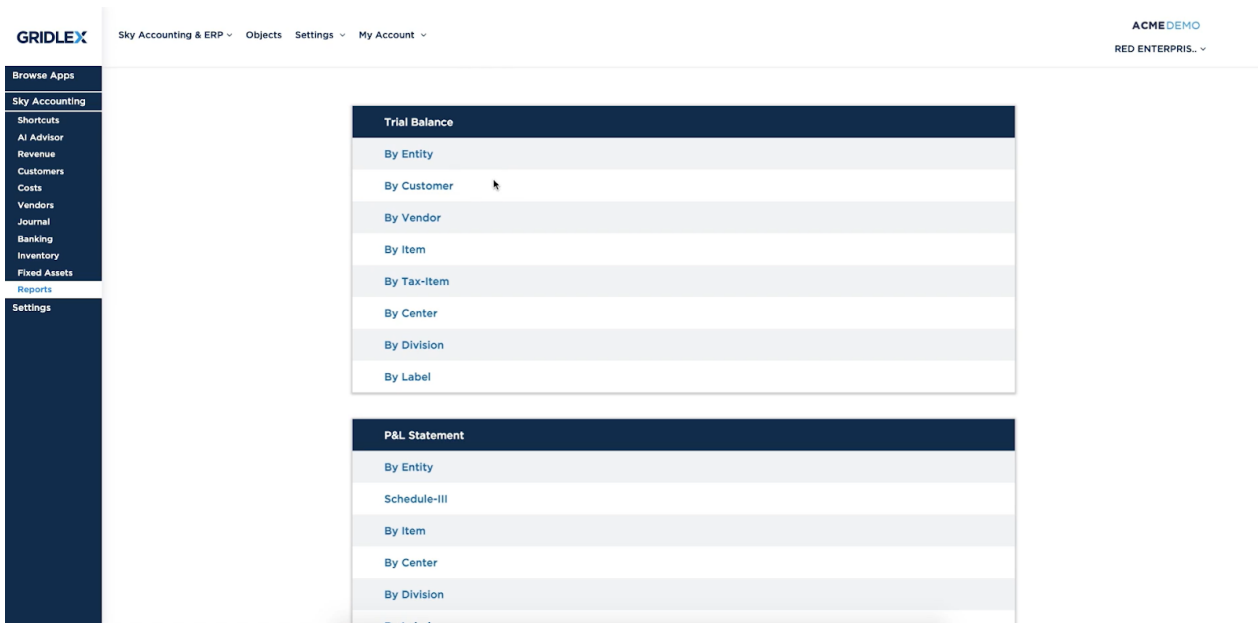 GRIDLEX
Sky Accounting & ERP
Objects
Settings
My Account
ACMEDEMO
RED ENTERPRIS..
Browse Apps
Sky Accounting
Shortcuts
AI Advisor
Revenue
Customers
Costs
Vendors
Journal
Banking
Inventory
Fixed Assets
Reports
Settings
Trial Balance
By Entity
By Customer
By Vendor
By Item
By Tax-Item
By Center
By Division
By Label
P&L Statement
By Entity
Schedule-III
By Item
By Center
By Division